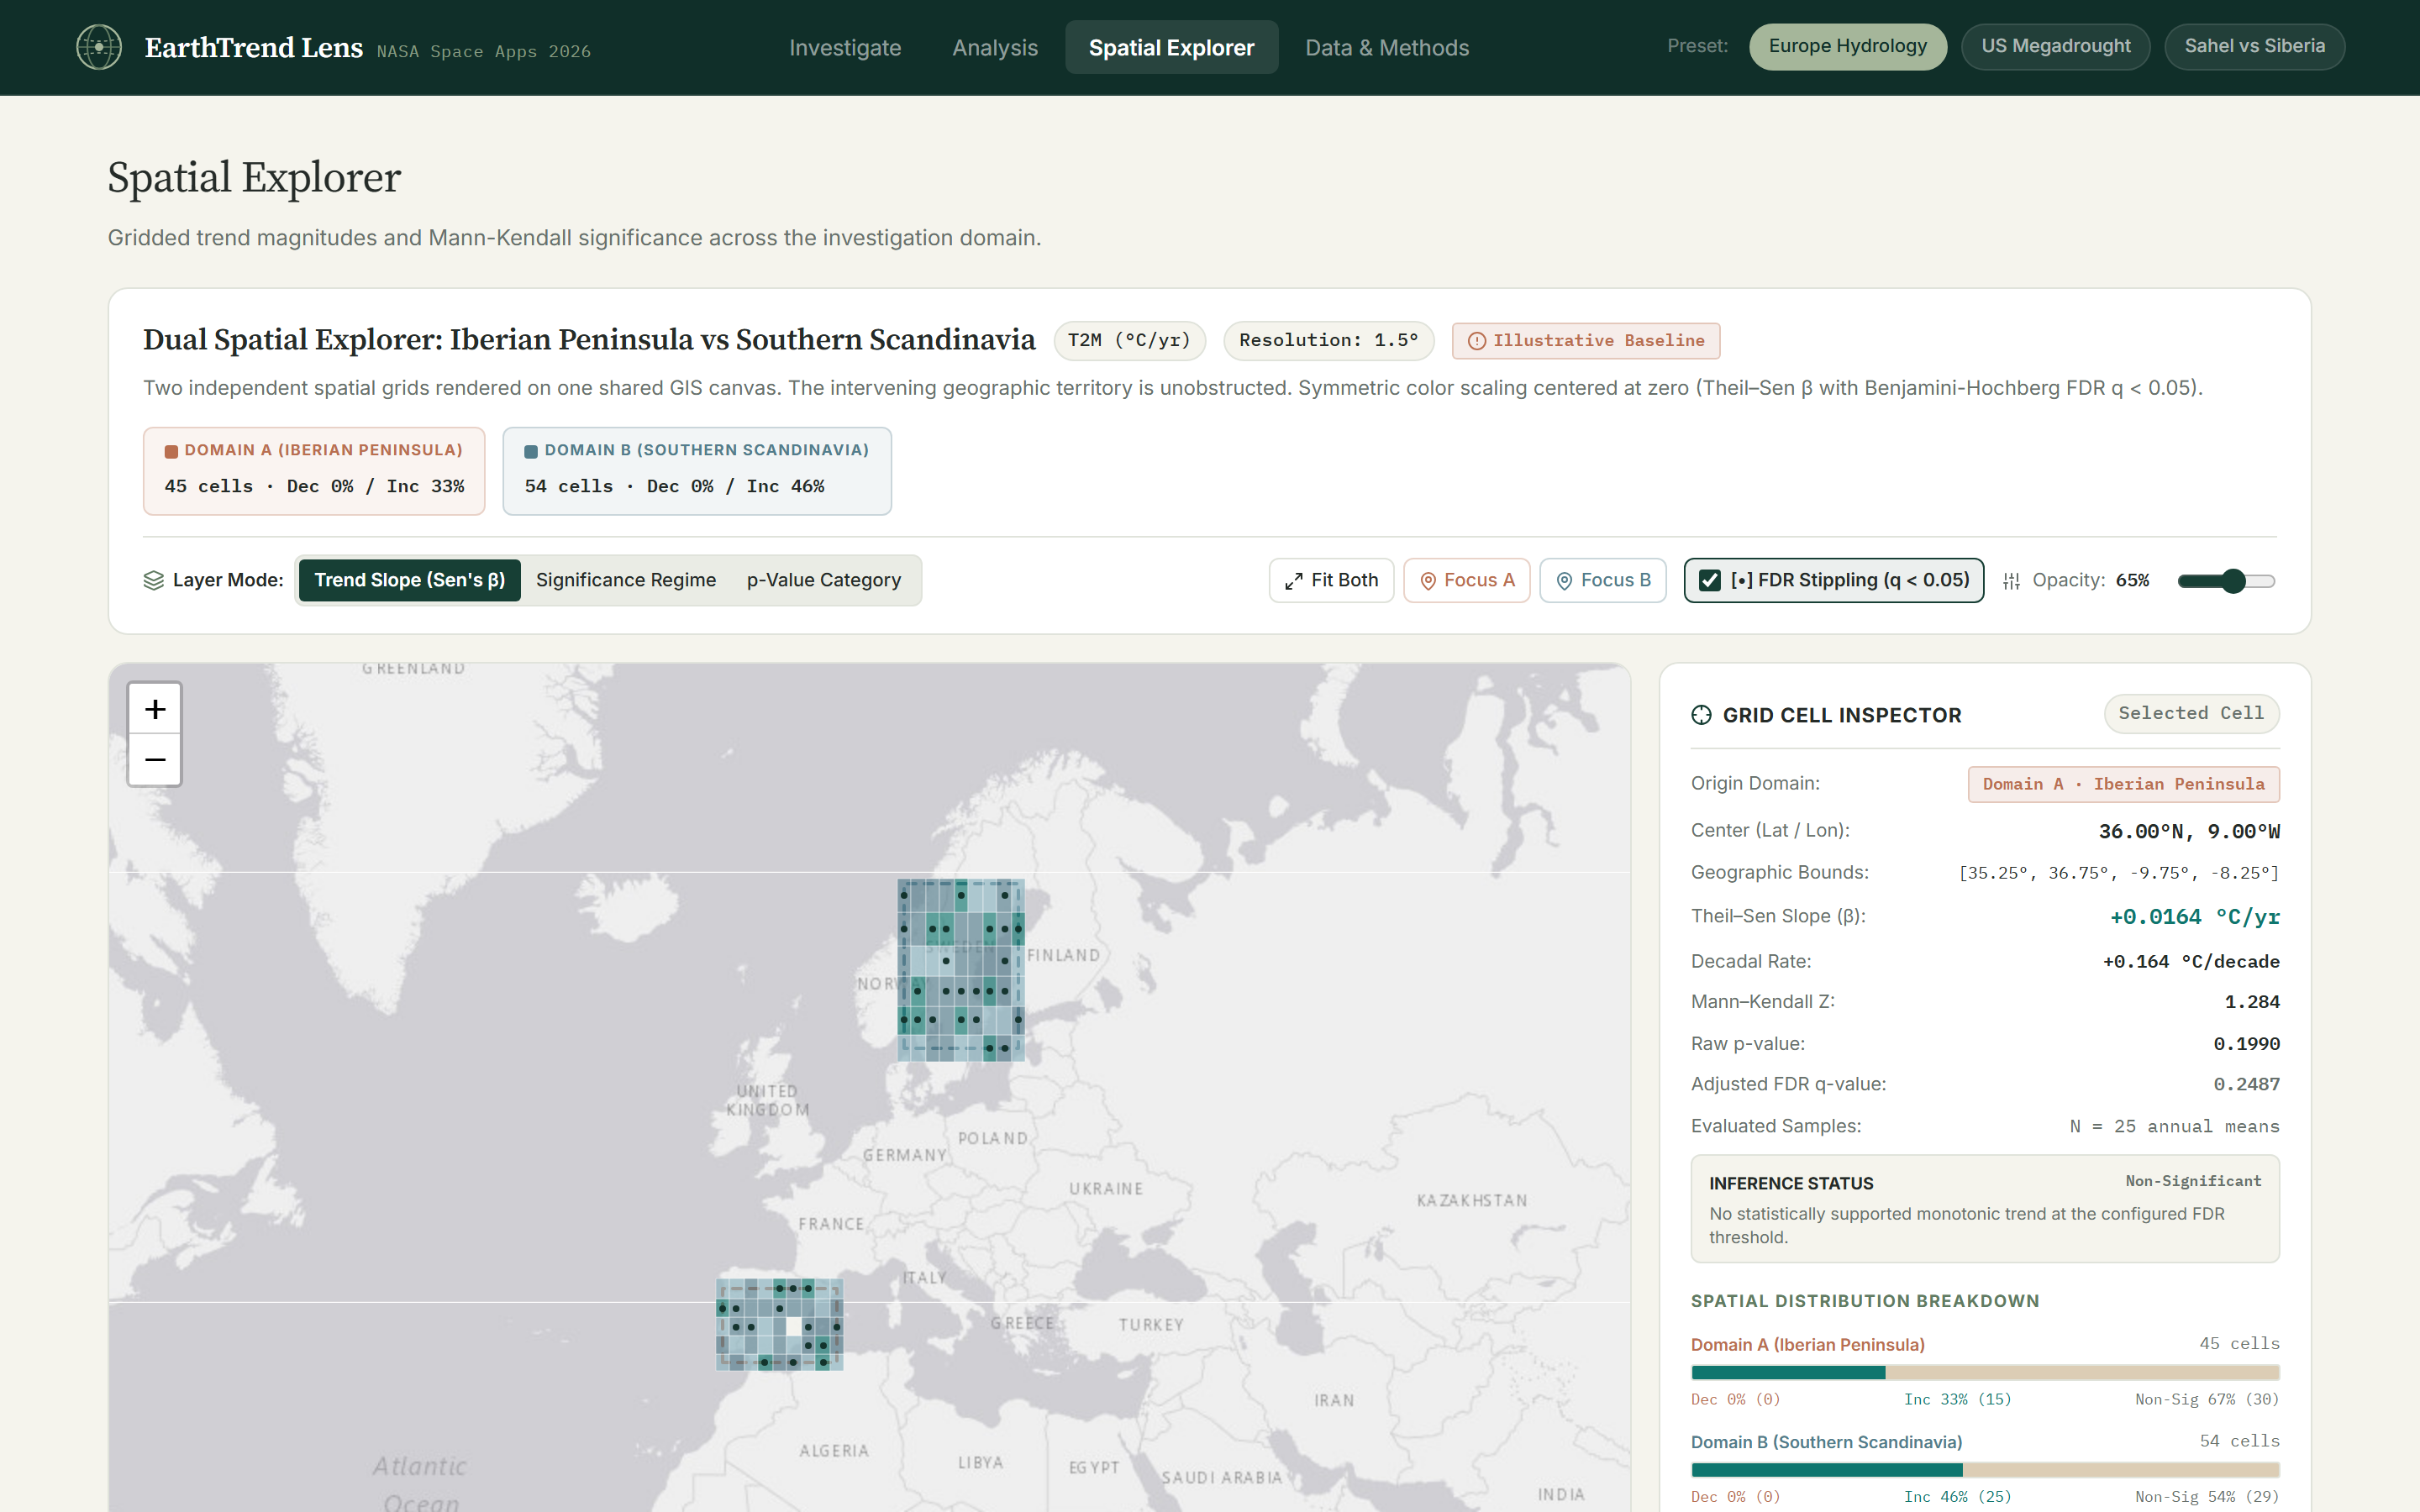 EarthTrend Lens NASA Space Apps 2026
Investigate
Analysis
Spatial Explorer
Data & Methods
Preset:
Europe Hydrology
US Megadrought
Sahel vs Siberia
Spatial Explorer
Gridded trend magnitudes and Mann-Kendall significance across the investigation domain.
Dual Spatial Explorer: Iberian Peninsula vs Southern Scandinavia
T2M (°C/yr)
Resolution: 1.5°
Illustrative Baseline
Two independent spatial grids rendered on one shared GIS canvas. The intervening geographic territory is unobstructed. Symmetric color scaling centered at zero (Theil–Sen β with Benjamini-Hochberg FDR q < 0.05).
DOMAIN A (IBERIAN PENINSULA)
45 cells · Dec 0% / Inc 33%
DOMAIN B (SOUTHERN SCANDINAVIA)
54 cells · Dec 0% / Inc 46%
Layer Mode:
Trend Slope (Sen's β)
Significance Regime
p-Value Category
Fit Both
Focus A
Focus B
[•] FDR Stippling (q < 0.05)
Opacity: 65%
+
−
GREENLAND
SWEDEN
FINLAND
NORWAY
UNITED
KINGDOM
POLAND
GERMANY
UKRAINE
KAZAKHSTAN
FRANCE
ITALY
GREECE
TURKEY
IRAN
ALGERIA
LIBYA
EGYPT
SAUDI ARABIA
INDIA
Atlantic
Ocean
GRID CELL INSPECTOR
Selected Cell
Origin Domain: Domain A · Iberian Peninsula
Center (Lat / Lon): 36.00°N, 9.00°W
Geographic Bounds: [35.25°, 36.75°, -9.75°, -8.25°]
Theil–Sen Slope (β): +0.0164 °C/yr
Decadal Rate: +0.164 °C/decade
Mann–Kendall Z: 1.284
Raw p-value: 0.1990
Adjusted FDR q-value: 0.2487
Evaluated Samples: N = 25 annual means
INFERENCE STATUS Non-Significant
No statistically supported monotonic trend at the configured FDR
threshold.
SPATIAL DISTRIBUTION BREAKDOWN
Domain A (Iberian Peninsula) 45 cells
Dec 0% (0) Inc 33% (15) Non-Sig 67% (30)
Domain B (Southern Scandinavia) 54 cells
Dec 0% (0) Inc 46% (25) Non-Sig 54% (29)